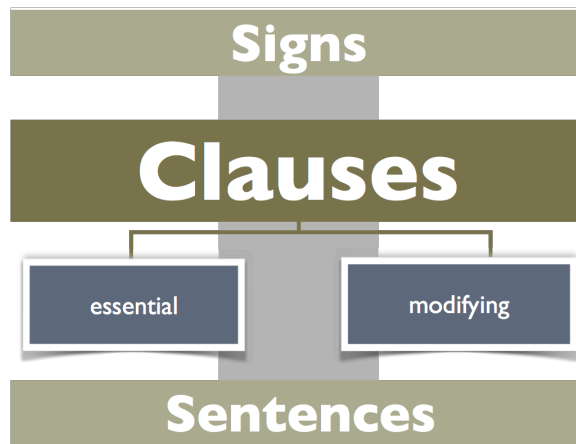 Signs
Clauses
essential
modifying
Sentences